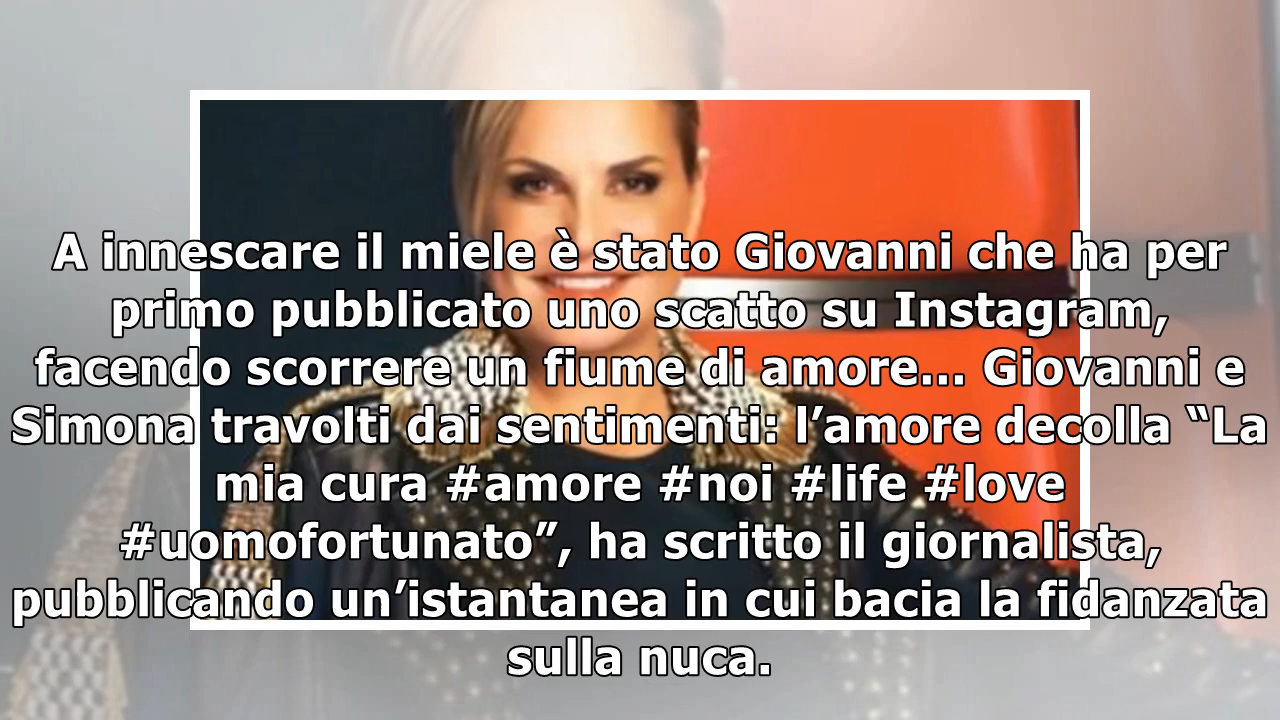 A innescare il miele è stato Giovanni che ha per
primo pubblicato uno scatto su Instagram,
facendo scorrere un fiume di amore... Giovanni e
Simona travolti dai sentimenti: l’amore decolla “La
mia cura #amore #noi #life #love
#uomofortunato”, ha scritto il giornalista,
pubblicando un’istantanea in cui bacia la fidanzata
sulla nuca.